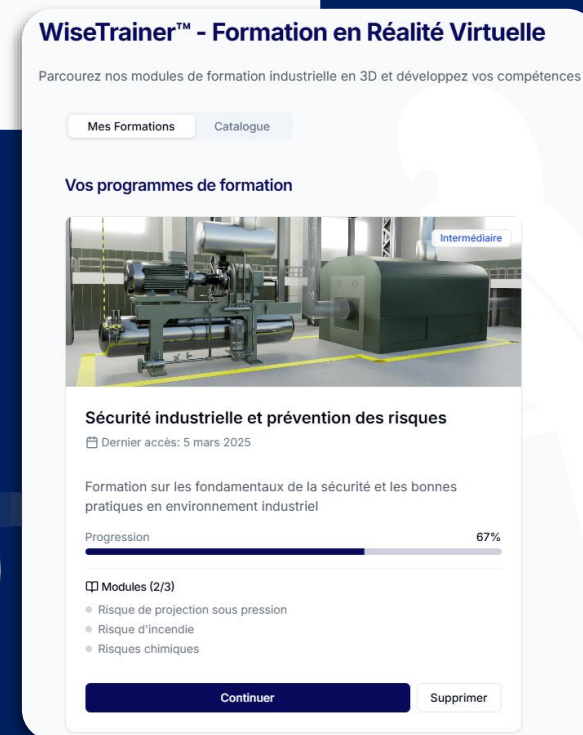 WiseTrainer™ - Formation en Réalité Virtuelle
Parcourez nos modules de formation industrielle en 3D et développez vos compétences
Mes Formations Catalogue
Vos programmes de formation
Intermédiaire
Sécurité industrielle et prévention des risques
Dernier accès: 5 mars 2025
Formation sur les fondamentaux de la sécurité et les bonnes
pratiques en environnement industriel
Progression 67%
Modules (2/3)
Risque de projection sous pression
Risque d'incendie
Risques chimiques
Continuer Supprimer